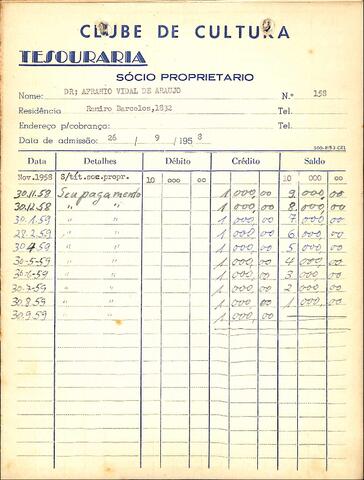 CLUBE DE CULTURA
TESOURARIA
SÓCIO PROPRIETARIO
Nome: DR; AFRANIO VIDAL DE ARAUJO N.º 158
Residência Ramiro Barcelos,1832 Tel.
Endereço p/cobrança: Tel.
Data de admissão: 26 / 9 /1958
Data Detalhes Débito Crédito Saldo
Nov.1958 S/tít.soc.propr. 10 000 00 10 000 00
30.11.58 Seu pagamento 1 000,00 9 000,00
30.12.58 " " 1 000,00 8 000,00
30.1.59 " " 1 000,00 7 000,00
28.2.59 " " 1 000,00 6 000,00
30.4.59 " " 1 000,00 5 000,00
30-5-59 " " 1 000,00 4 000,00
" " 1 000,00 3 000,00
30-7-59 " " 1 000,00 2 000,00
30.8.59 " " 1 000,00 1 000,00
30.9.59 " " 1 000,00